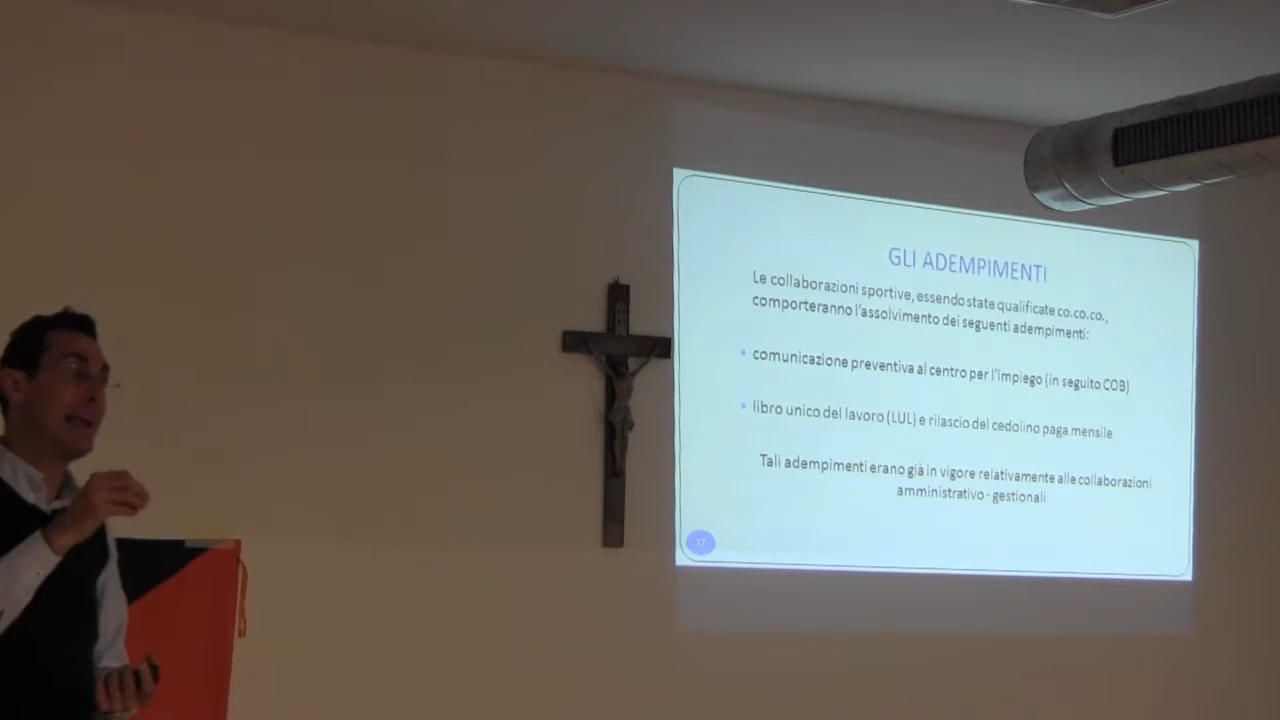 GLI ADEMPIMENTI
Le collaborazioni sportive, essendo state qualificate co.co.co.,
comporteranno l'assolvimento dei seguenti adempimenti:
• comunicazione preventiva al centro per l'Impiego (in seguito COB)
• libro unico del lavoro (LUL) e rilascio del cedolino paga mensile
Tali adempimenti erano già in vigore relativamente alle collaborazioni
amministrativo - gestionali
17